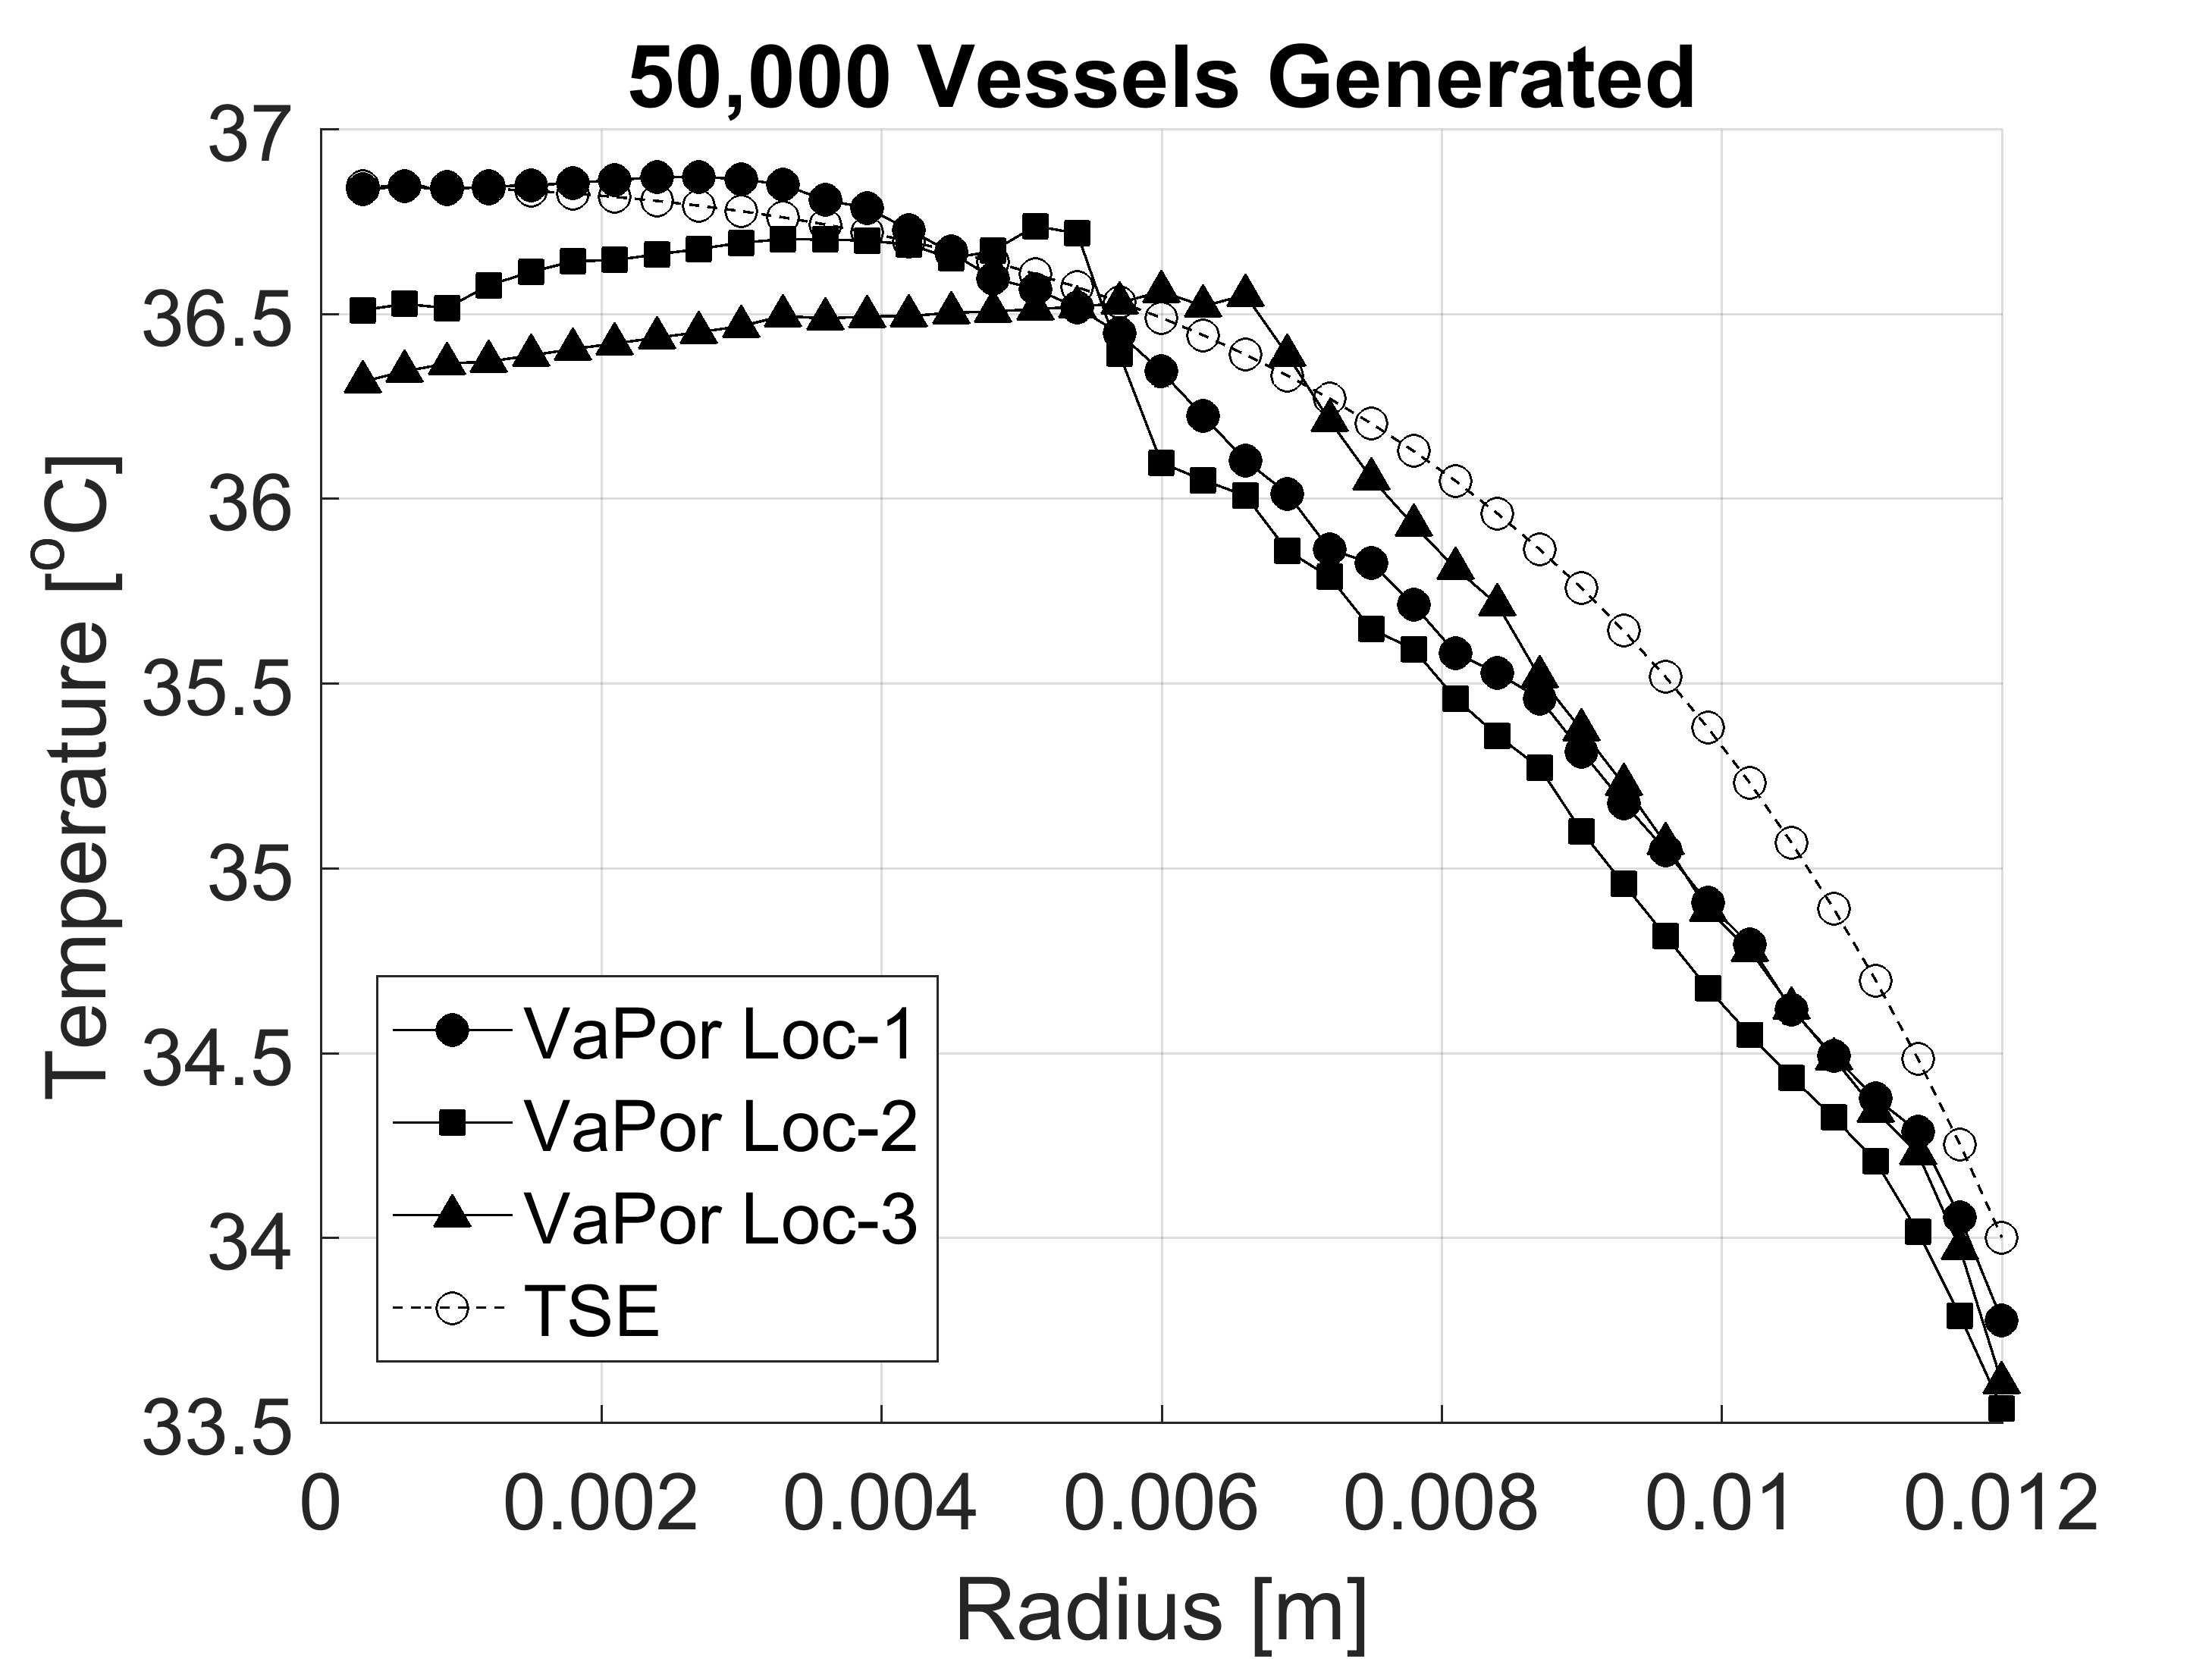 50,000 Vessels Generated
37
36.5
36
35.5
35
34.5
34
33.5
Temperature [°C]
VaPor Loc-1
VaPor Loc-2
VaPor Loc-3
TSE
0 0.002 0.004 0.006 0.008 0.01 0.012
Radius [m]